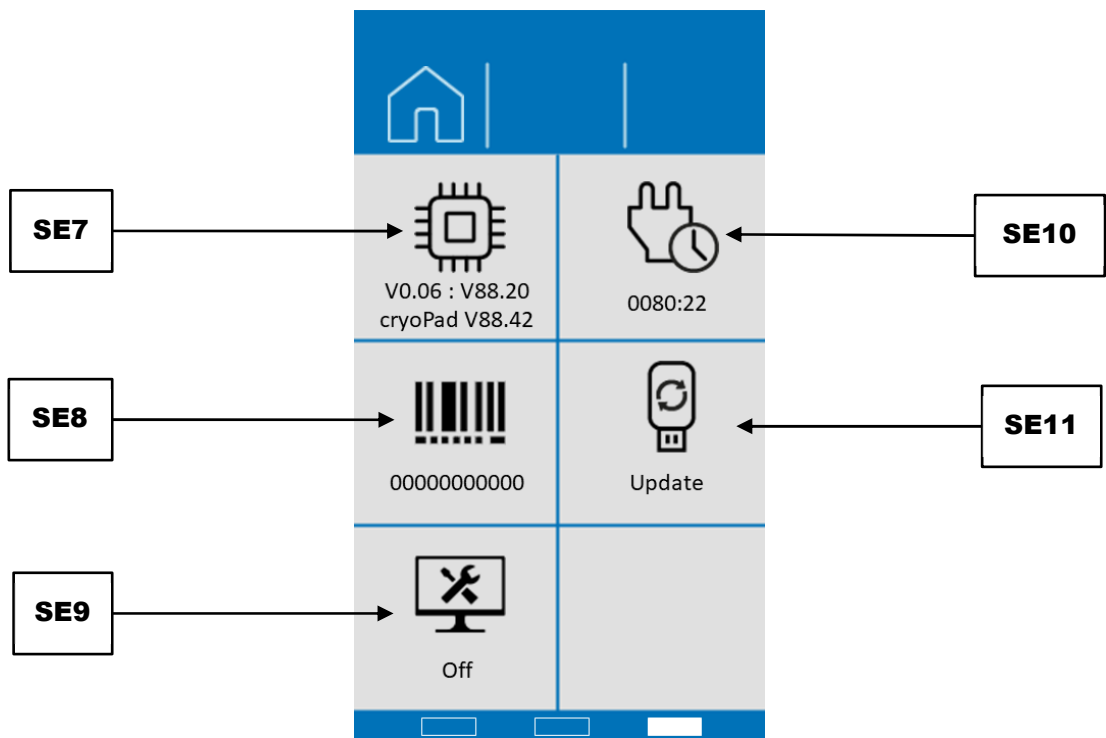 SE7
V0.06 : V88.20
cryoPad V88.42
SE10
0080:22
SE8
00000000000
SE11
Update
SE9
Off